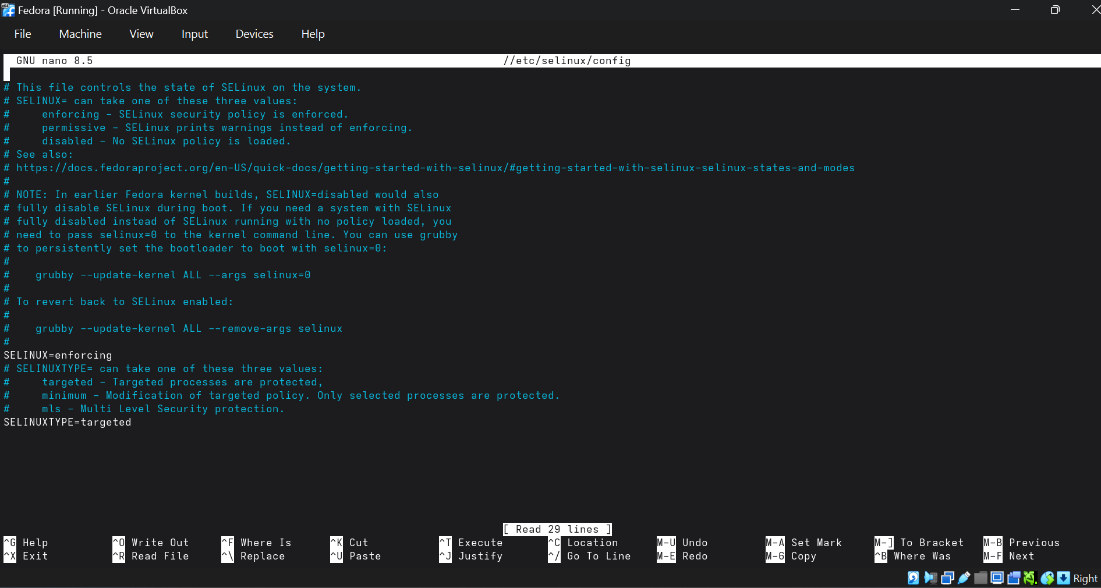 Fedora [Running] - Oracle VirtualBox
File Machine View Input Devices Help
GNU nano 8.5 //etc/selinux/config
# This file controls the state of SELinux on the system.
# SELINUX= can take one of these three values:
#     enforcing - SELinux security policy is enforced.
#     permissive - SELinux prints warnings instead of enforcing.
#     disabled - No SELinux policy is loaded.
# See also:
# https://docs.fedoraproject.org/en-US/quick-docs/getting-started-with-selinux/#getting-started-with-selinux-selinux-states-and-modes
#
# NOTE: In earlier Fedora kernel builds, SELINUX=disabled would also
# fully disable SELinux during boot. If you need a system with SELinux
# fully disabled instead of SELinux running with no policy loaded, you
# need to pass selinux=0 to the kernel command line. You can use grubby
# to persistently set the bootloader to boot with selinux=0:
#
#    grubby --update-kernel ALL --args selinux=0
#
# To revert back to SELinux enabled:
#
#    grubby --update-kernel ALL --remove-args selinux
#
SELINUX=enforcing
# SELINUXTYPE= can take one of these three values:
#     targeted - Targeted processes are protected,
#     minimum - Modification of targeted policy. Only selected processes are protected.
#     mls - Multi Level Security protection.
SELINUXTYPE=targeted
[ Read 29 lines ]
^G Help ^O Write Out ^F Where Is ^K Cut ^T Execute ^C Location M-U Undo M-A Set Mark M-] To Bracket M-B Previous
^X Exit ^R Read File ^\ Replace ^U Paste ^J Justify ^/ Go To Line M-E Redo M-6 Copy ^B Where Was M-F Next
Right